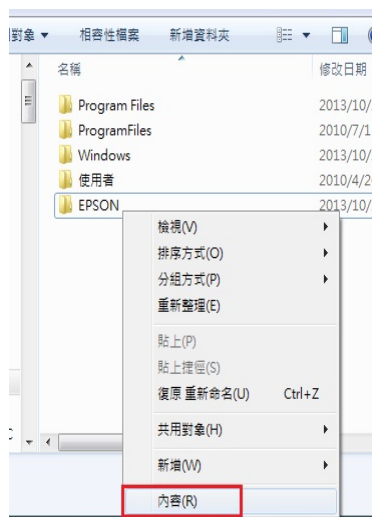 對象 相容性檔案 新增資料夾
名稱 修改日期
Program Files 2013/10/
ProgramFiles 2010/7/1
Windows 2013/10/
使用者 2010/4/2
EPSON 2013/10/
檢視(V)
排序方式(O)
分組方式(P)
重新整理(E)
貼上(P)
貼上捷徑(S)
復原 重新命名(U) Ctrl+Z
共用對象(H)
新增(W)
內容(R)